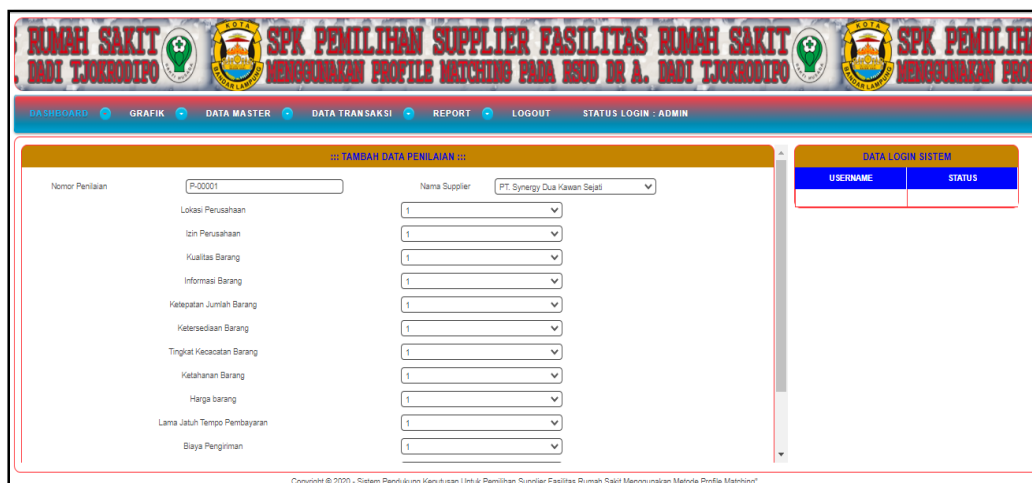 RUMAH SAKIT SPK PEMILIHAN SUPPLIER FASILITAS RUMAH SAKIT SPK PEMILIHA
. DADI TJOKRODIPO MENGGUNAKAN PROFILE MATCHING PADA RSUD DR A. DADI TJOKRODIPO MENGGUNAKAN PROF
KOTA
BANDAR LAMPUNG
KOTA
BANDAR LAMPUNG
DASHBOARD GRAFIK DATA MASTER DATA TRANSAKSI REPORT LOGOUT STATUS LOGIN : ADMIN
::: TAMBAH DATA PENILAIAN :::
Nomor Penilaian P-00001 Nama Supplier PT. Synergy Dua Kawan Sejati
Lokasi Perusahaan 1
Izin Perusahaan 1
Kualitas Barang 1
Informasi Barang 1
Ketepatan Jumlah Barang 1
Ketersediaan Barang 1
Tingkat Kecacatan Barang 1
Ketahanan Barang 1
Harga barang 1
Lama Jatuh Tempo Pembayaran 1
Biaya Pengiriman 1
DATA LOGIN SISTEM
USERNAME STATUS
Copyright © 2020 - Sistem Pendukung Keputusan Untuk Pemilihan Supplier Fasilitas Rumah Sakit Menggunakan Metode Profile Matching"